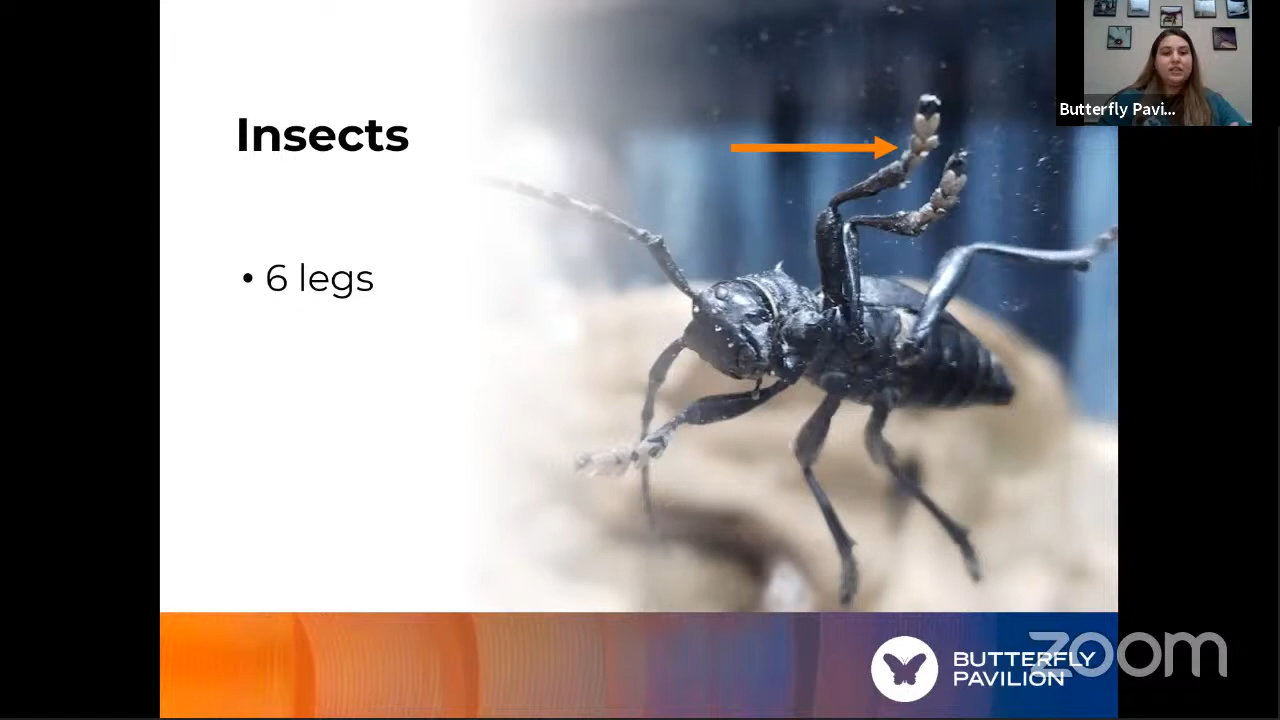 Insects
• 6 legs
Butterfly Pavi...
BUTTERFLY
PAVILION
zoom